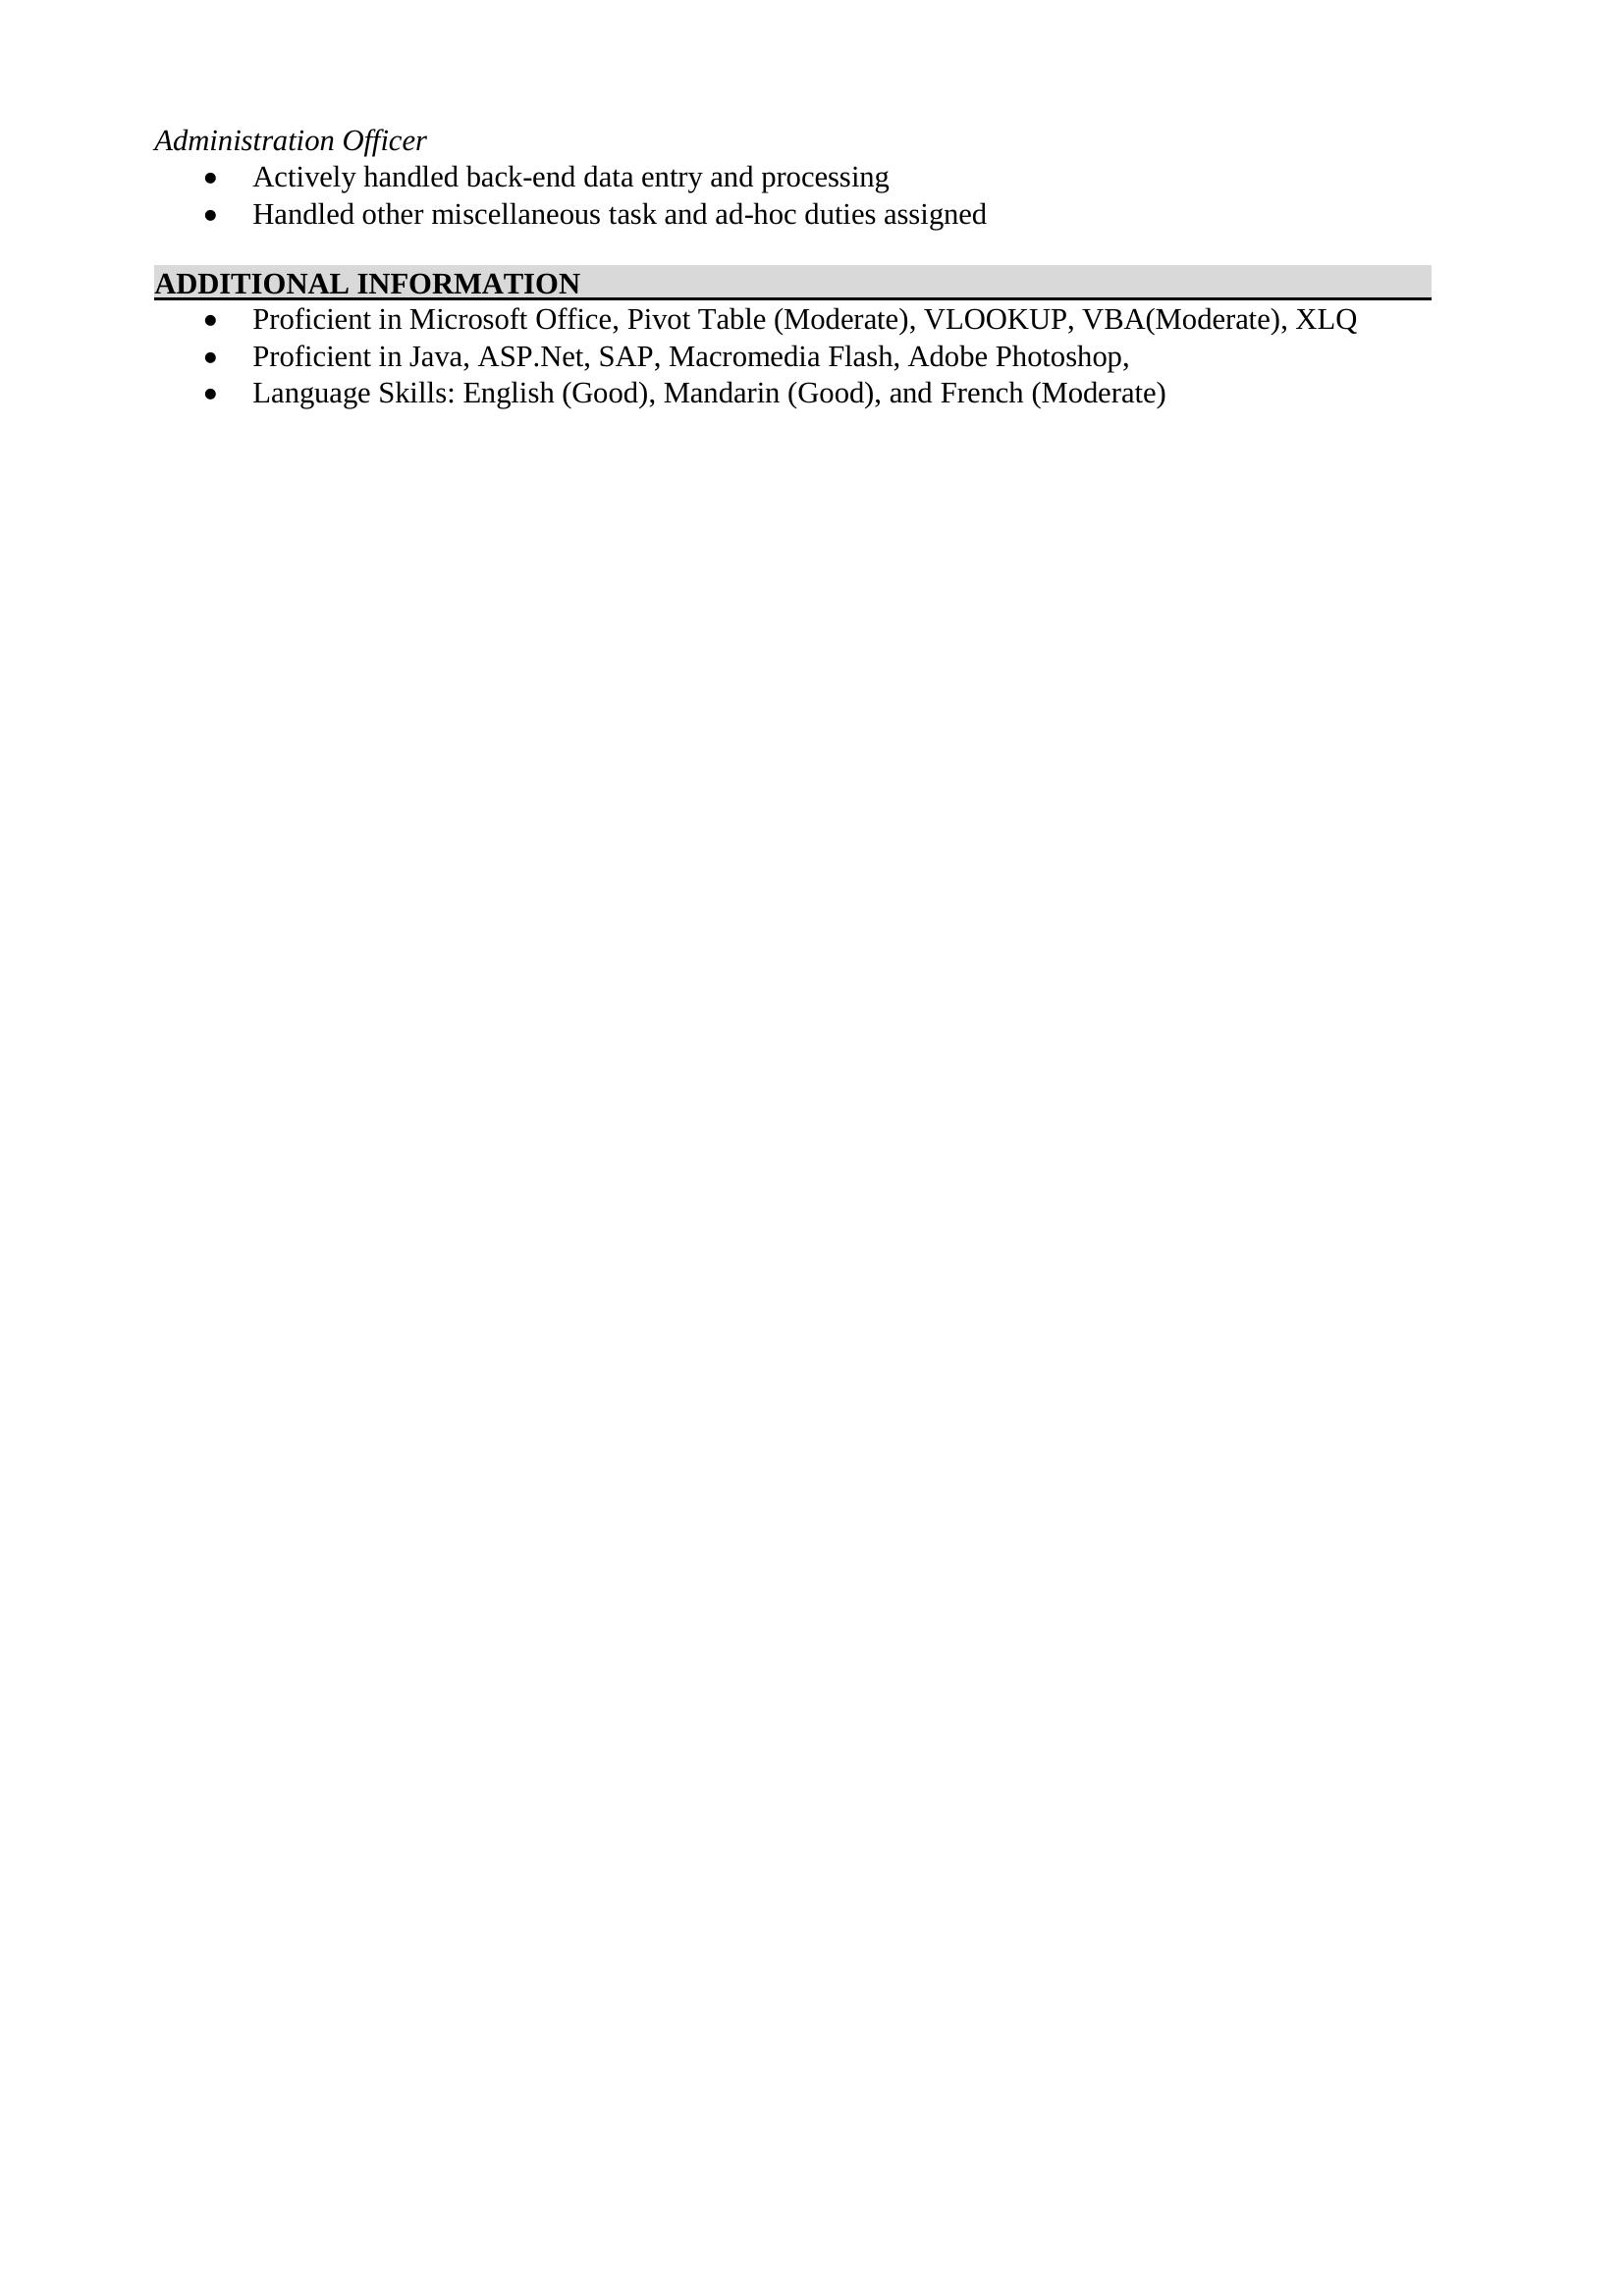 Administration Officer
● Actively handled back-end data entry and processing
● Handled other miscellaneous task and ad-hoc duties assigned
ADDITIONAL INFORMATION
● Proficient in Microsoft Office, Pivot Table (Moderate), VLOOKUP, VBA(Moderate), XLQ
● Proficient in Java, ASP.Net, SAP, Macromedia Flash, Adobe Photoshop,
● Language Skills: English (Good), Mandarin (Good), and French (Moderate)